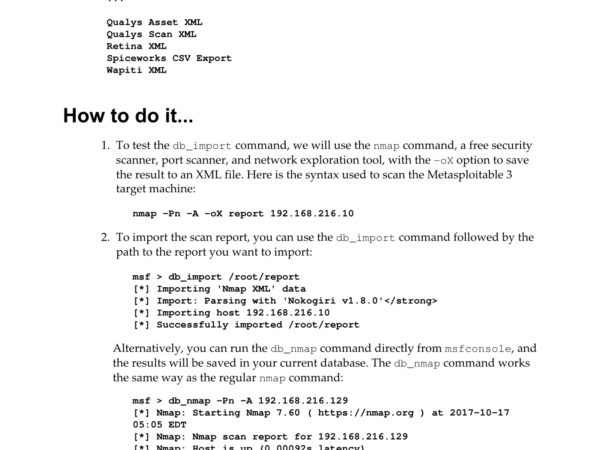 ...
Qualys Asset XML
Qualys Scan XML
Retina XML
Spiceworks CSV Export
Wapiti XML
How to do it...
1. To test the db_import command, we will use the nmap command, a free security
scanner, port scanner, and network exploration tool, with the -oX option to save
the result to an XML file. Here is the syntax used to scan the Metasploitable 3
target machine:
nmap -Pn -A -oX report 192.168.216.10
2. To import the scan report, you can use the db_import command followed by the
path to the report you want to import:
msf > db_import /root/report
[*] Importing 'Nmap XML' data
[*] Import: Parsing with 'Nokogiri v1.8.0'</strong>
[*] Importing host 192.168.216.10
[*] Successfully imported /root/report
Alternatively, you can run the db_nmap command directly from msfconsole, and
the results will be saved in your current database. The db_nmap command works
the same way as the regular nmap command:
msf > db_nmap -Pn -A 192.168.216.129
[*] Nmap: Starting Nmap 7.60 ( https://nmap.org ) at 2017-10-17
05:05 EDT
[*] Nmap: Nmap scan report for 192.168.216.129
[*] Nmap: Host is up (0.00092s latency)